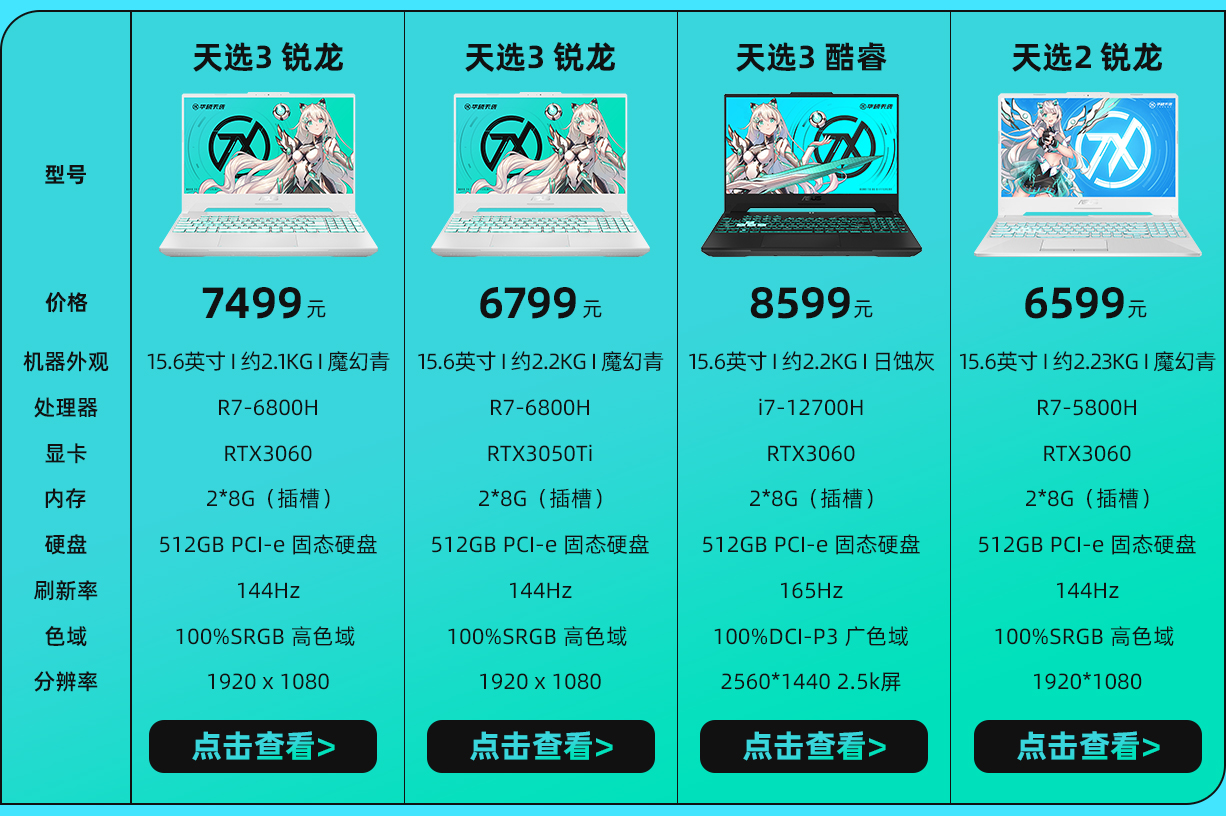 型号 天选3 锐龙 天选3 锐龙 天选3 酷睿 天选2 锐龙
价格 7499元 6799元 8599元 6599元
机器外观 15.6英寸 I 约2.1KG I 魔幻青 15.6英寸 I 约2.2KG I 魔幻青 15.6英寸 I 约2.2KG I 日蚀灰 15.6英寸 I 约2.23KG I 魔幻青
处理器 R7-6800H R7-6800H i7-12700H R7-5800H
显卡 RTX3060 RTX3050Ti RTX3060 RTX3060
内存 2*8G（插槽） 2*8G（插槽） 2*8G（插槽） 2*8G（插槽）
硬盘 512GB PCI-e 固态硬盘 512GB PCI-e 固态硬盘 512GB PCI-e 固态硬盘 512GB PCI-e 固态硬盘
刷新率 144Hz 144Hz 165Hz 144Hz
色域 100%SRGB 高色域 100%SRGB 高色域 100%DCI-P3 广色域 100%SRGB 高色域
分辨率 1920 x 1080 1920 x 1080 2560*1440 2.5k屏 1920*1080
点击查看> 点击查看> 点击查看> 点击查看>